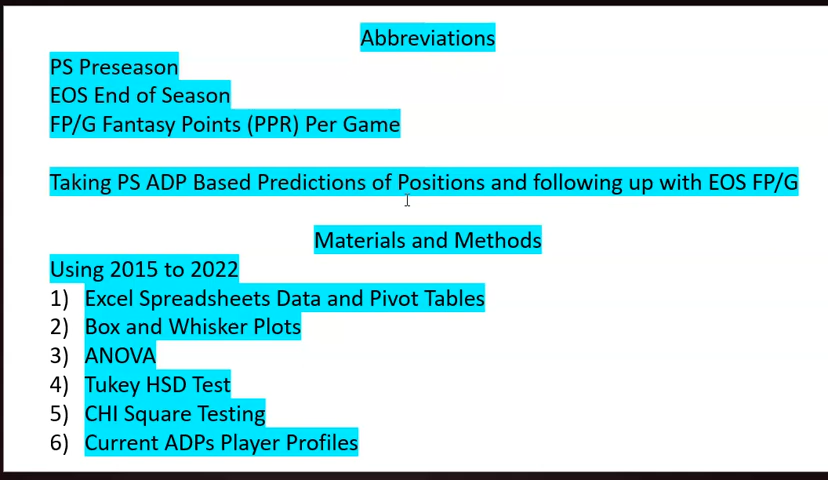 Abbreviations
PS Preseason
EOS End of Season
FP/G Fantasy Points (PPR) Per Game
Taking PS ADP Based Predictions of Positions and following up with EOS FP/G
Materials and Methods
Using 2015 to 2022
1) Excel Spreadsheets Data and Pivot Tables
2) Box and Whisker Plots
3) ANOVA
4) Tukey HSD Test
5) CHI Square Testing
6) Current ADPs Player Profiles